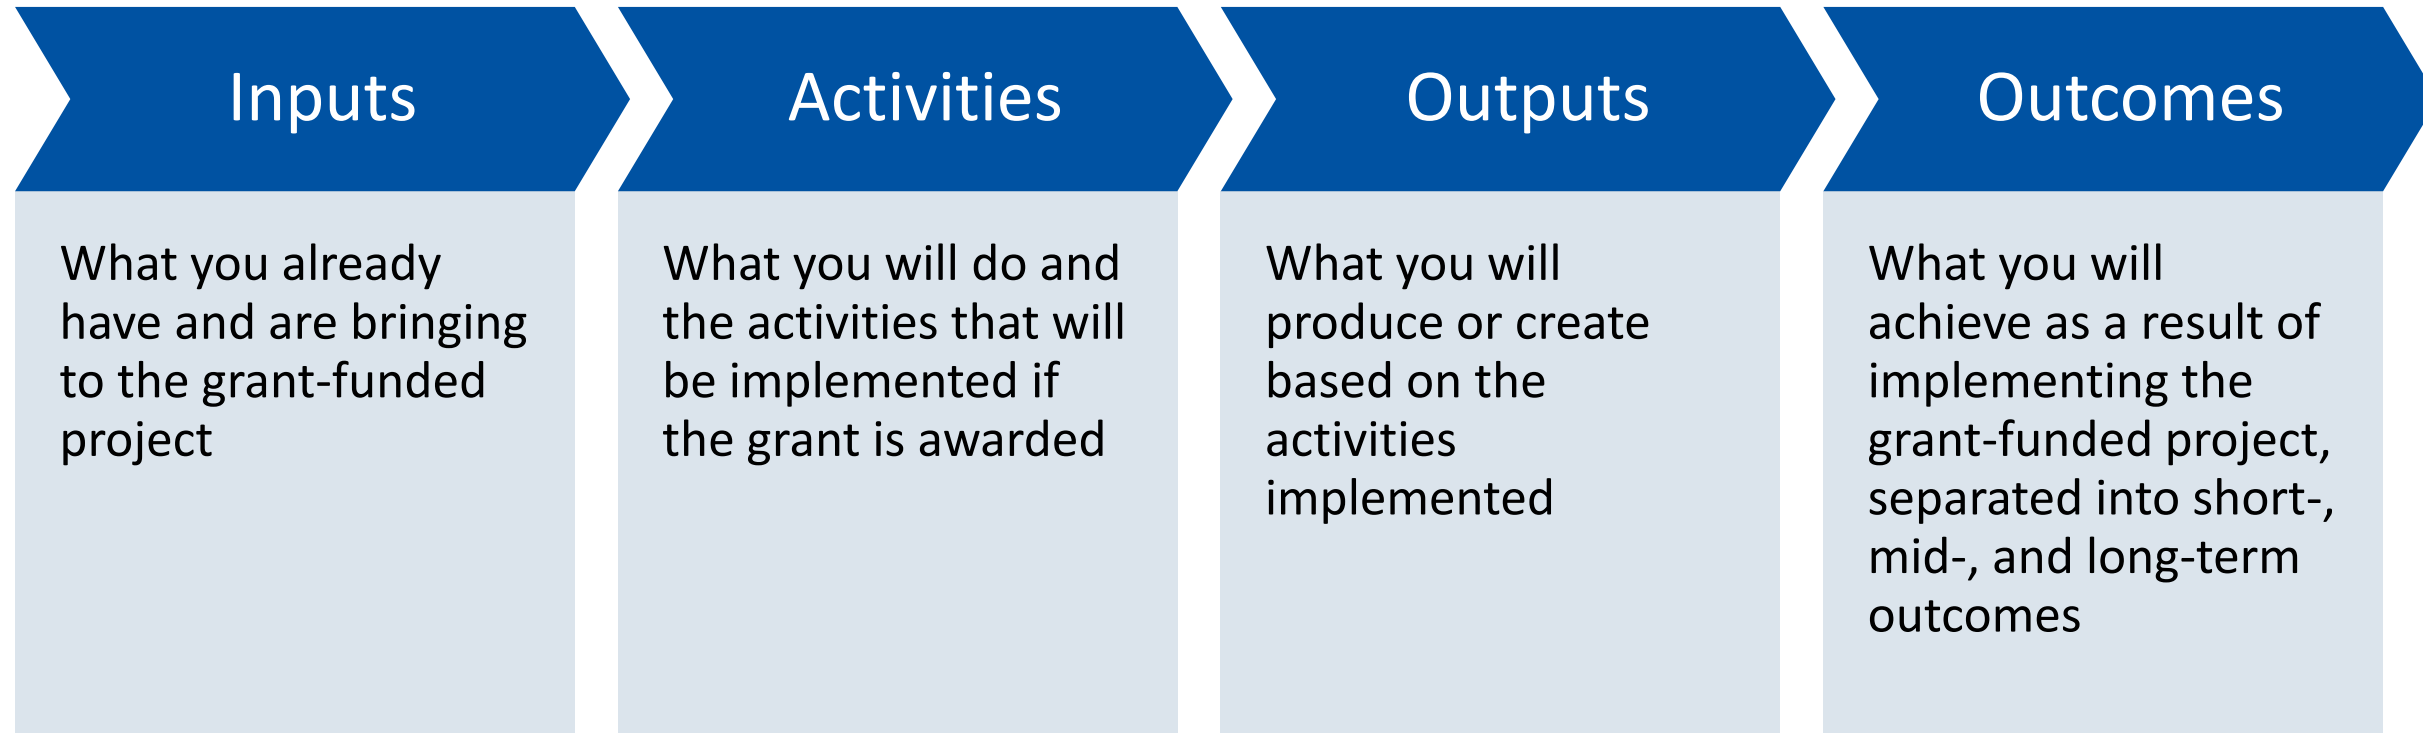 Inputs
What you already
have and are bringing
to the grant-funded
project
Activities
What you will do and
the activities that will
be implemented if
the grant is awarded
Outputs
What you will
produce or create
based on the
activities
implemented
Outcomes
What you will
achieve as a result of
implementing the
grant-funded project,
separated into short-,
mid-, and long-term
outcomes